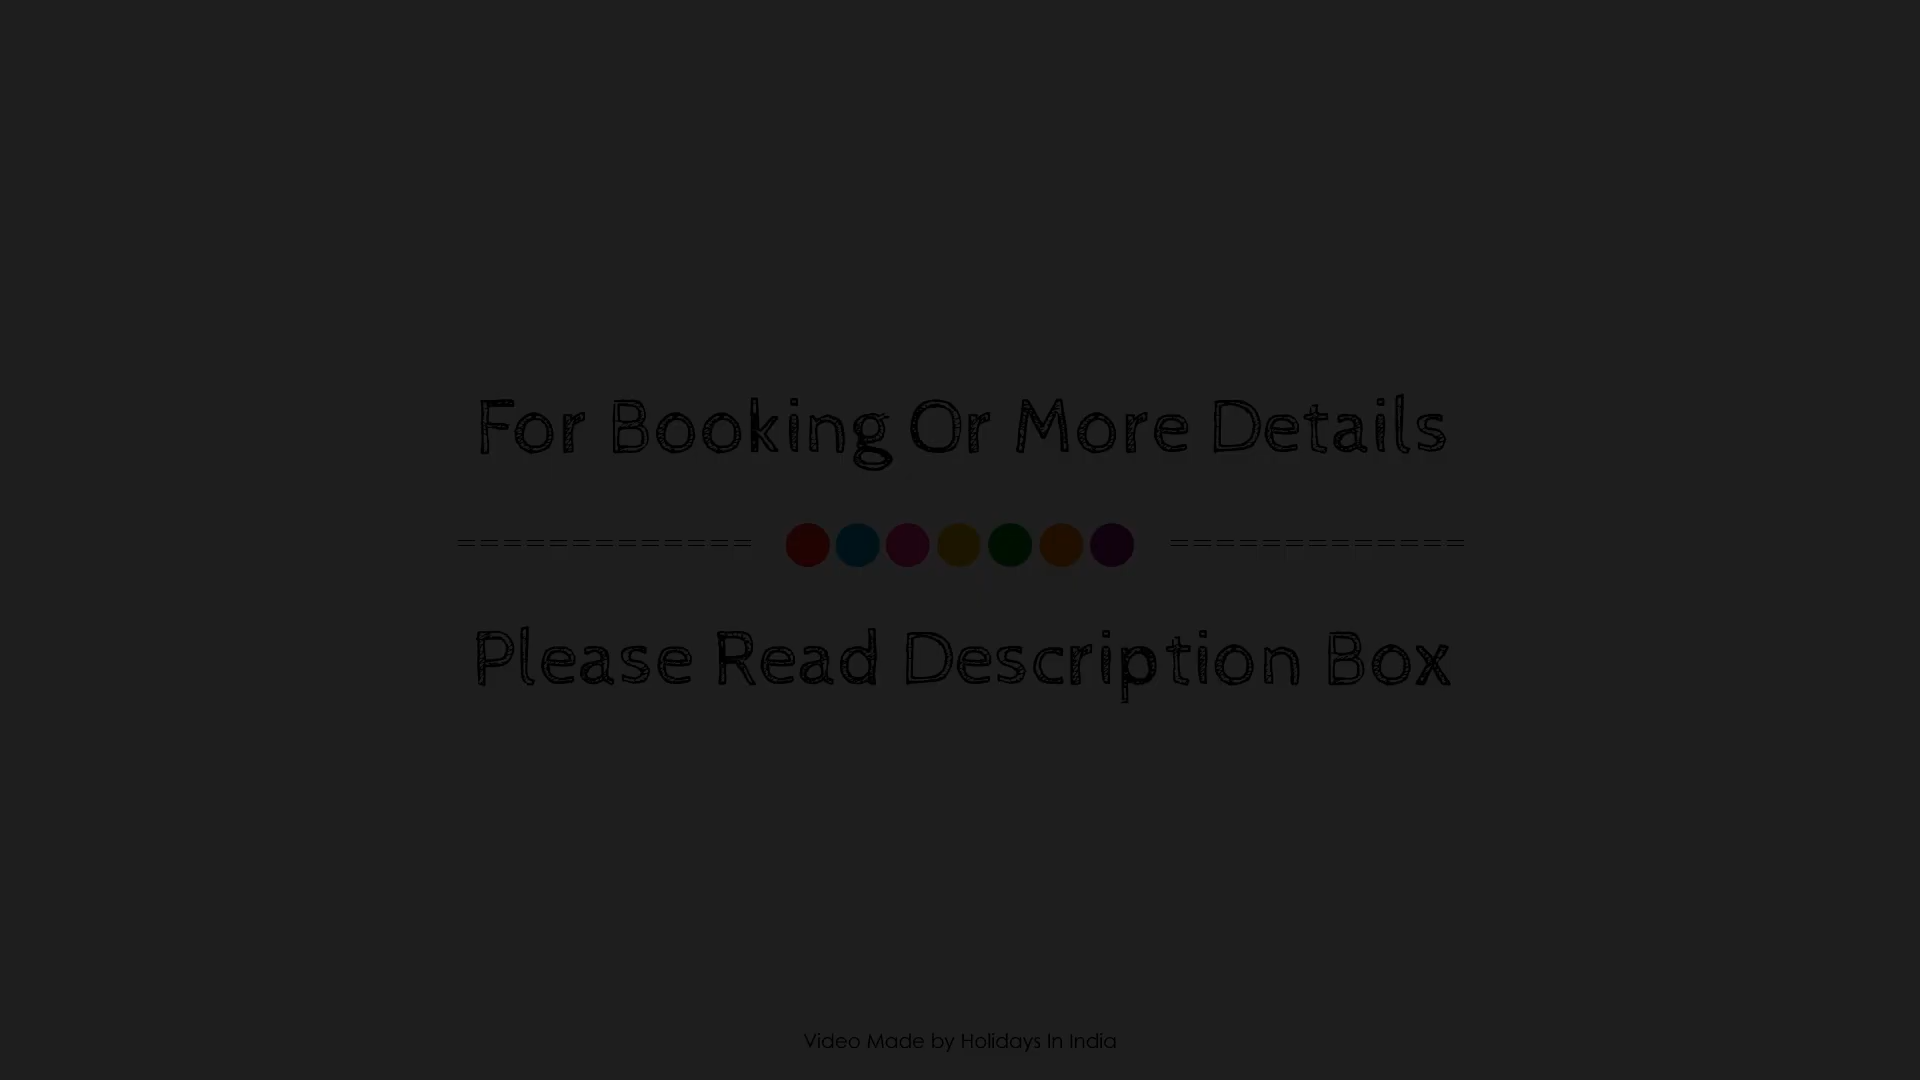 For Booking Or More Details
============= =============
Please Read Description Box
Video Made by Holidays In India